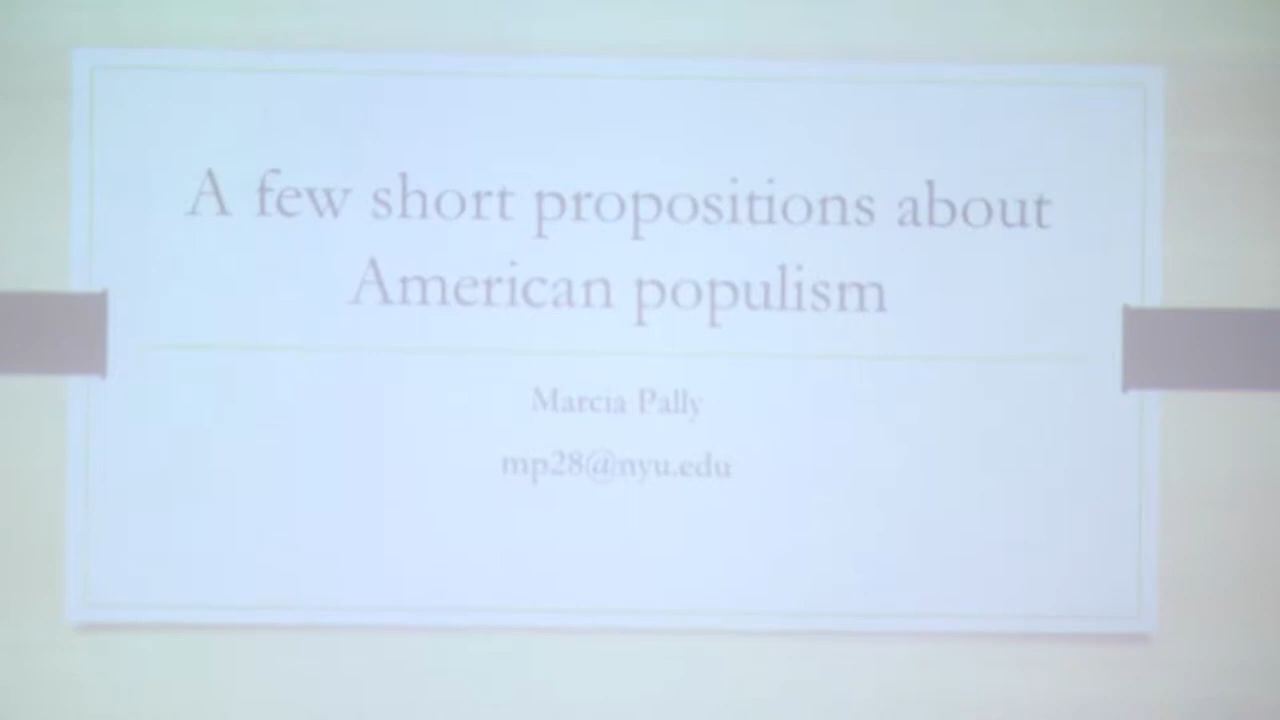 A few short propositions about
American populism
Marcia Pally
mp28@nyu.edu